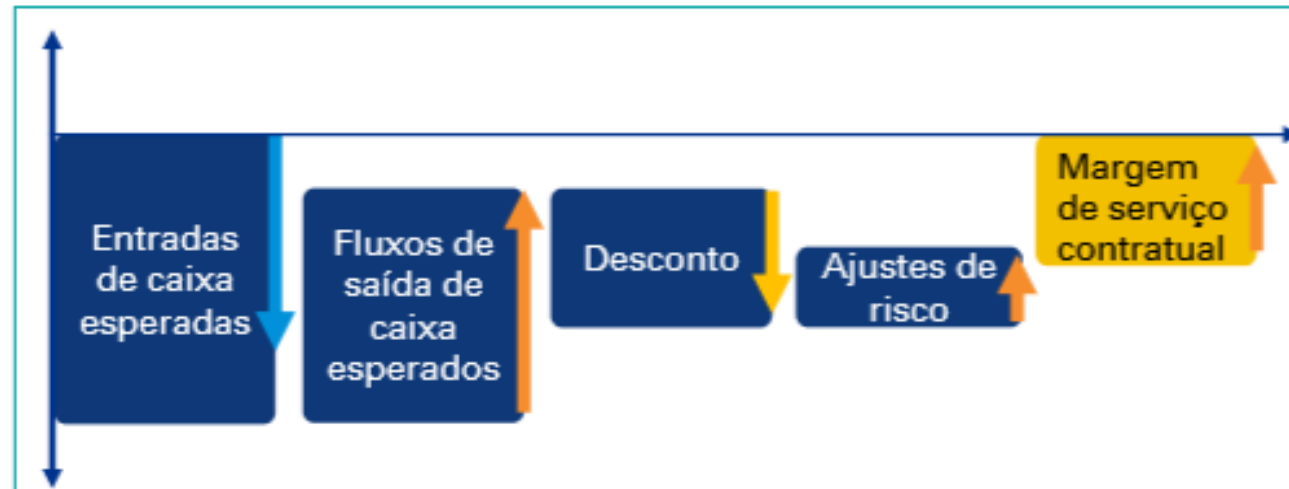 Entradas
de caixa
esperadas
Fluxos de
saída de
caixa
esperados
Desconto
Ajustes de
risco
Margem
de serviço
contratual